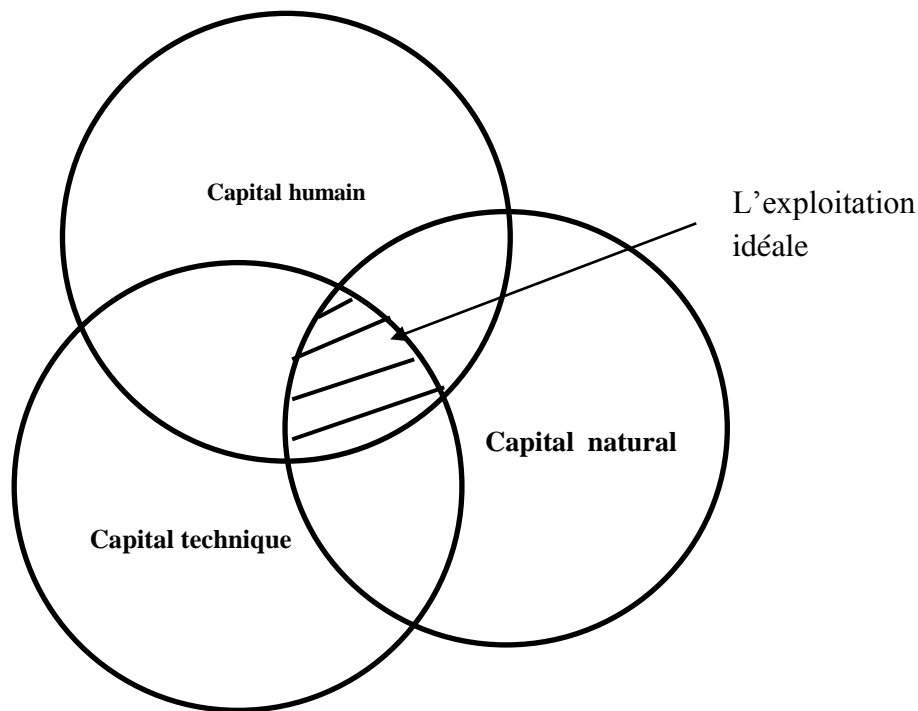 Capital humain
L’exploitation
idéale
Capital  natural
Capital technique